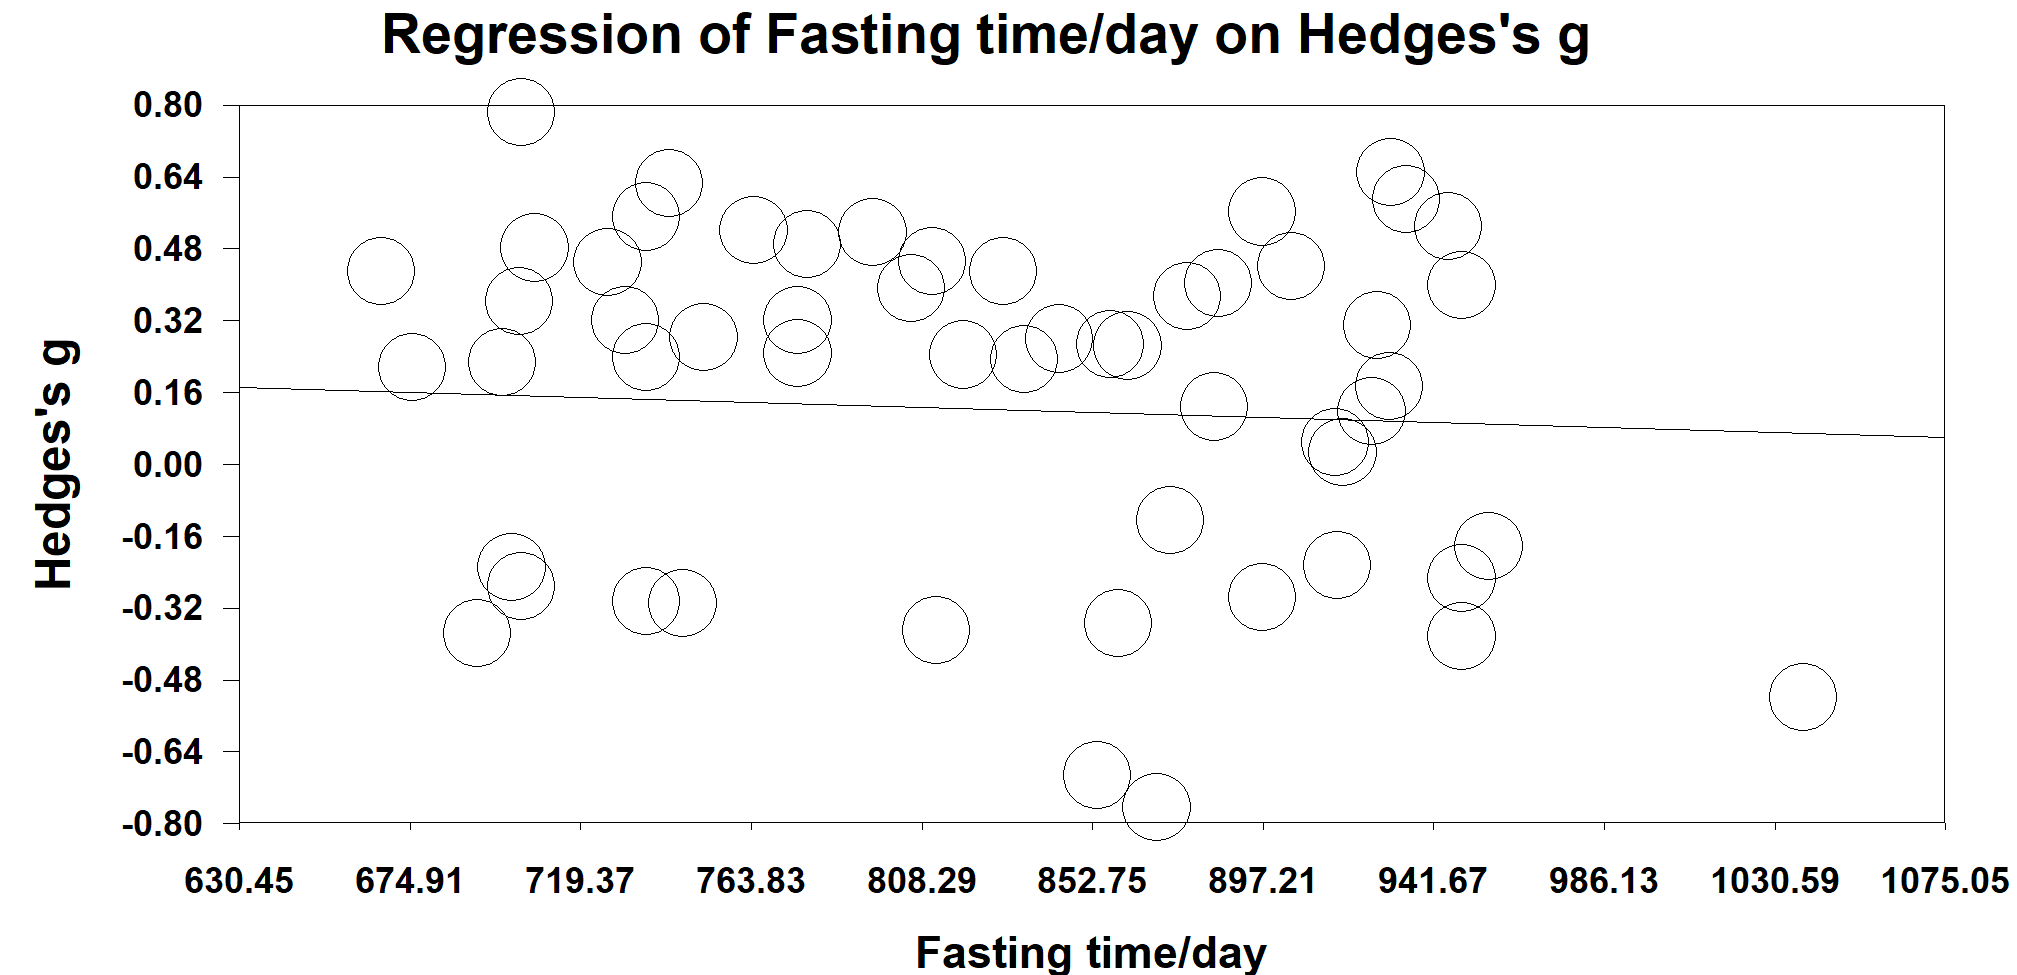 Regression of Fasting time/day on Hedges's g
0.80
0.64
0.48
0.32
0.16
0.00
-0.16
-0.32
-0.48
-0.64
-0.80
Hedges's g
630.45 674.91 719.37 763.83 808.29 852.75 897.21 941.67 986.13 1030.59 1075.05
Fasting time/day